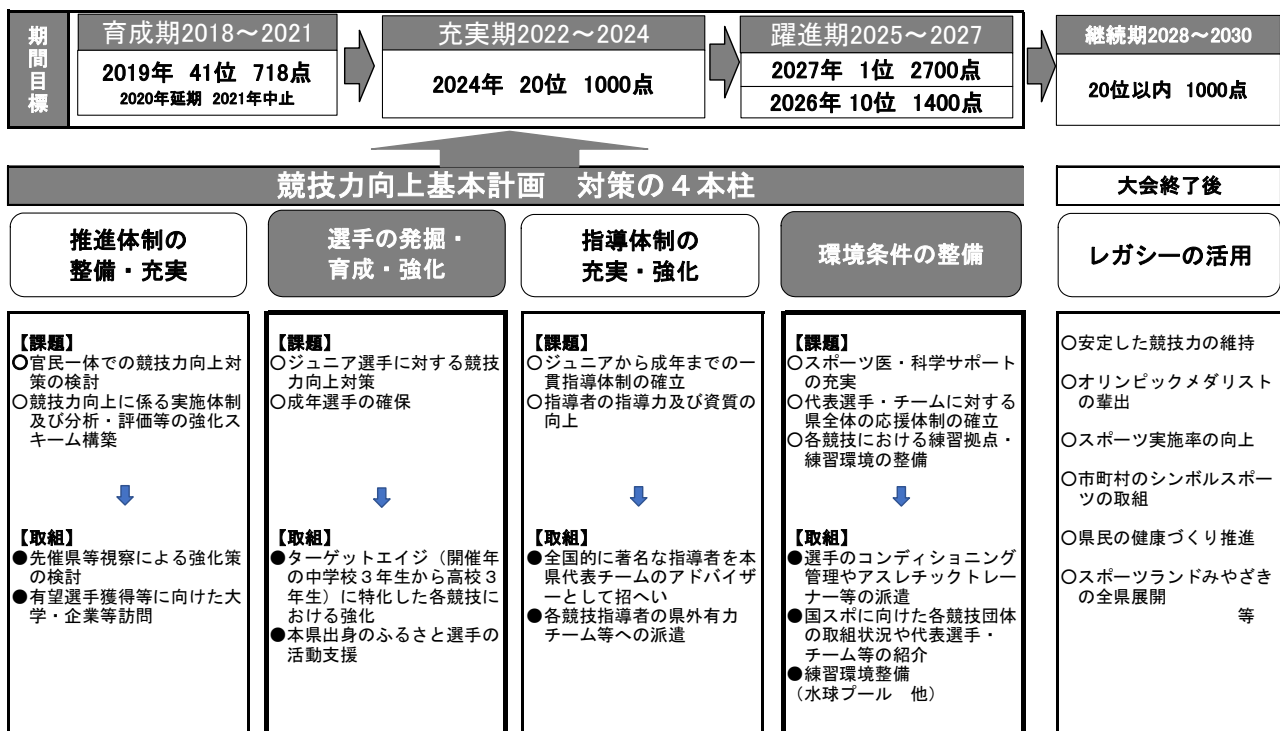 期
間
目
標
育成期2018～2021
2019年 41位 718点
2020年延期 2021年中止
充実期2022～2024
2024年 20位 1000点
躍進期2025～2027
2027年 1位 2700点
2026年 10位 1400点
継続期2028～2030
20位以内 1000点
競技力向上基本計画 対策の４本柱
大会終了後
推進体制の
整備・充実
選手の発掘・
育成・強化
指導体制の
充実・強化
環境条件の整備
レガシーの活用
【課題】
○官民一体での競技力向上対
策の検討
○競技力向上に係る実施体制
及び分析・評価等の強化ス
キーム構築
【取組】
●先催県等視察による強化策
の検討
●有望選手獲得等に向けた大
学・企業等訪問
【課題】
○ジュニア選手に対する競技
力向上対策
○成年選手の確保
【取組】
●ターゲットエイジ（開催年
の中学校３年生から高校３
年生）に特化した各競技に
おける強化
●本県出身のふるさと選手の
活動支援
【課題】
○ジュニアから成年までの一
貫指導体制の確立
○指導者の指導力及び資質の
向上
【取組】
●全国的に著名な指導者を本
県代表チームのアドバイザ
ーとして招へい
●各競技指導者の県外有力
チーム等への派遣
【課題】
○スポーツ医・科学サポート
の充実
○代表選手・チームに対する
県全体の応援体制の確立
○各競技における練習拠点・
練習環境の整備
【取組】
●選手のコンディショニング
管理やアスレチックトレー
ナー等の派遣
●国スポに向けた各競技団体
の取組状況や代表選手・
チーム等の紹介
●練習環境整備
（水球プール 他）
○安定した競技力の維持
○オリンピックメダリスト
の輩出
○スポーツ実施率の向上
○市町村のシンボルスポー
ツの取組
○県民の健康づくり推進
○スポーツランドみやざき
の全県展開
等